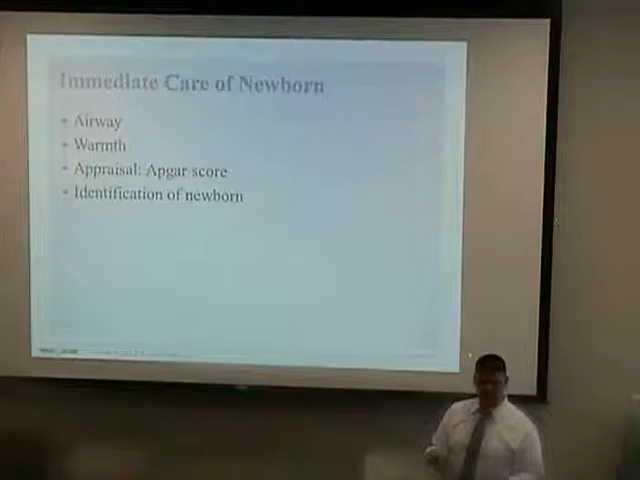 Immediate Care of Newborn
• Airway
• Warmth
• Appraisal: Apgar score
• Identification of newborn